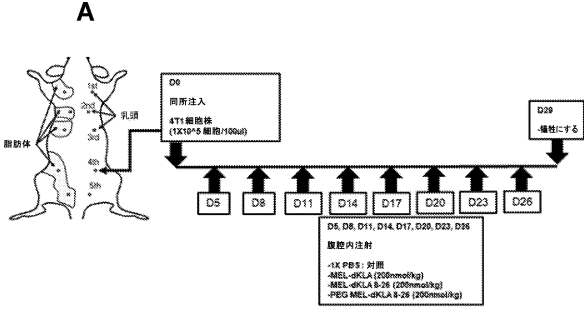 A
D0
同所注入
4T1細胞株
(1X10^5 細胞/100ul)
D29
-犠牲にする
1st
2nd
3rd
4th
5th
乳頭
脂肪体
D5
D8
D11
D14
D17
D20
D23
D26
D5, D8, D11, D14, D17, D20, D23, D26
腹腔内注射
-1X PBS : 対照
-MEL-dKLA (200nmol/kg)
-MEL-dKLA 8-26 (200nmol/kg)
-PEG MEL-dKLA 8-26 (200nmol/kg)